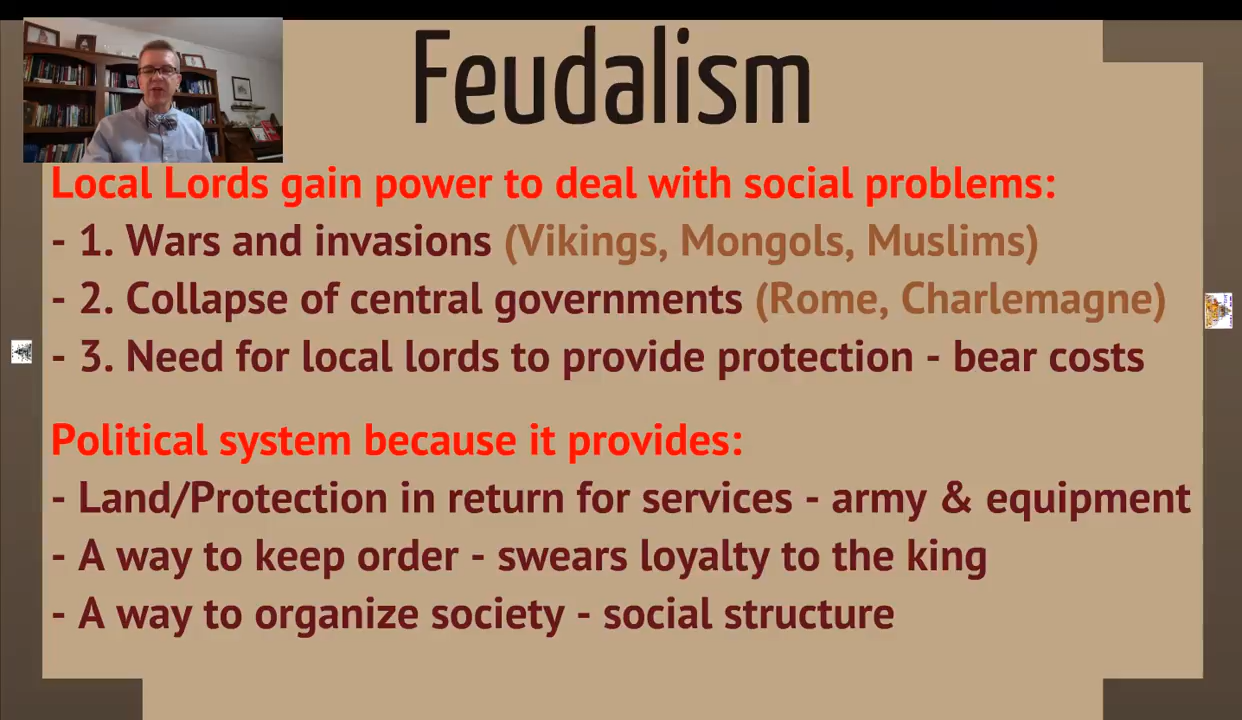 Feudalism
Local Lords gain power to deal with social problems:
- 1. Wars and invasions (Vikings, Mongols, Muslims)
- 2. Collapse of central governments (Rome, Charlemagne)
- 3. Need for local lords to provide protection - bear costs
Political system because it provides:
- Land/Protection in return for services - army & equipment
- A way to keep order - swears loyalty to the king
- A way to organize society - social structure